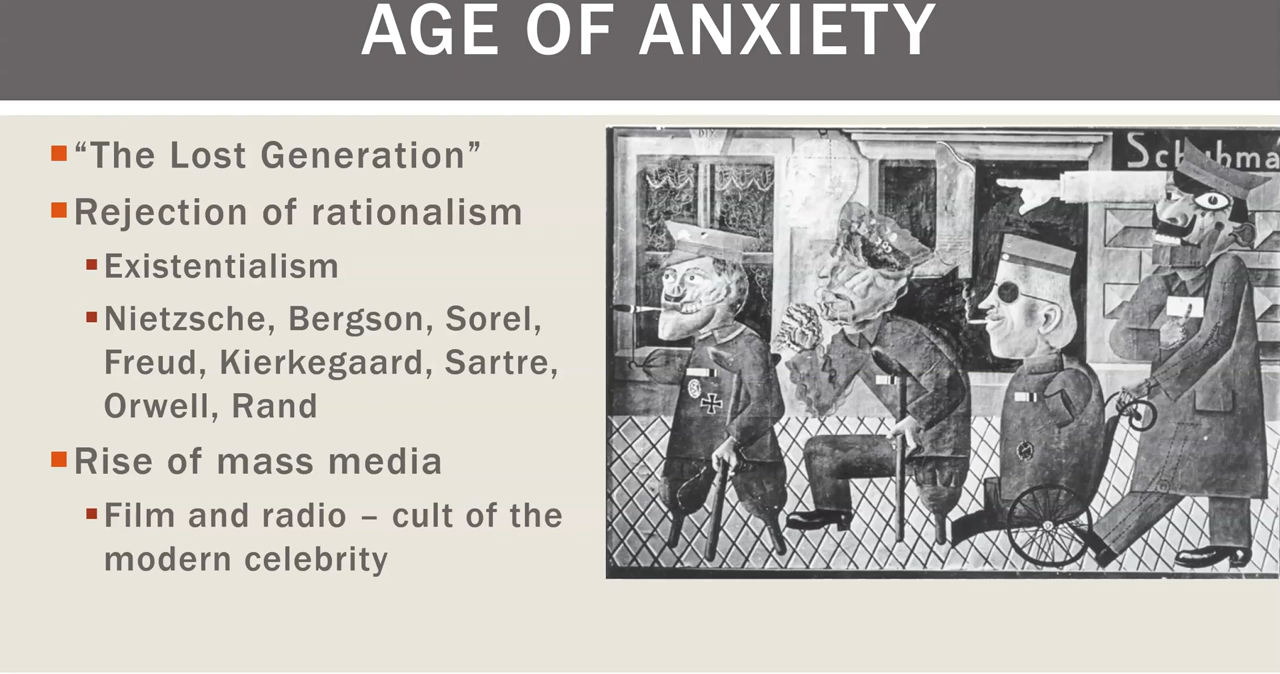 AGE OF ANXIETY
“The Lost Generation”
Rejection of rationalism
Existentialism
Nietzsche, Bergson, Sorel,
Freud, Kierkegaard, Sartre,
Orwell, Rand
Rise of mass media
Film and radio – cult of the
modern celebrity